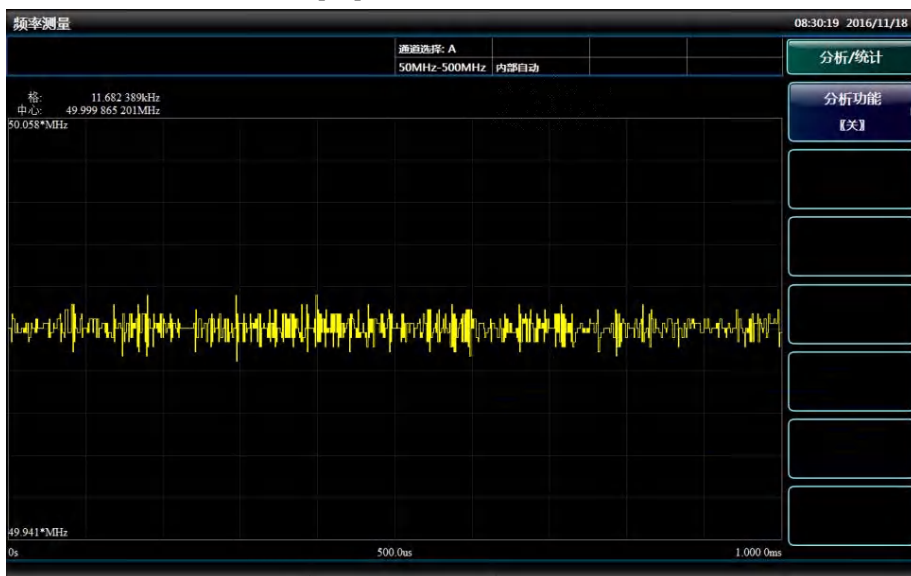 频率测量
08:30:19 2016/11/18
通道选择: A
50MHz-500MHz 内部自动
分析/统计
格: 11.682 389kHz
中心: 49.999 865 201MHz
分析功能
【关】
50.058*MHz
49.941*MHz
0s 500.0us 1.000 0ms